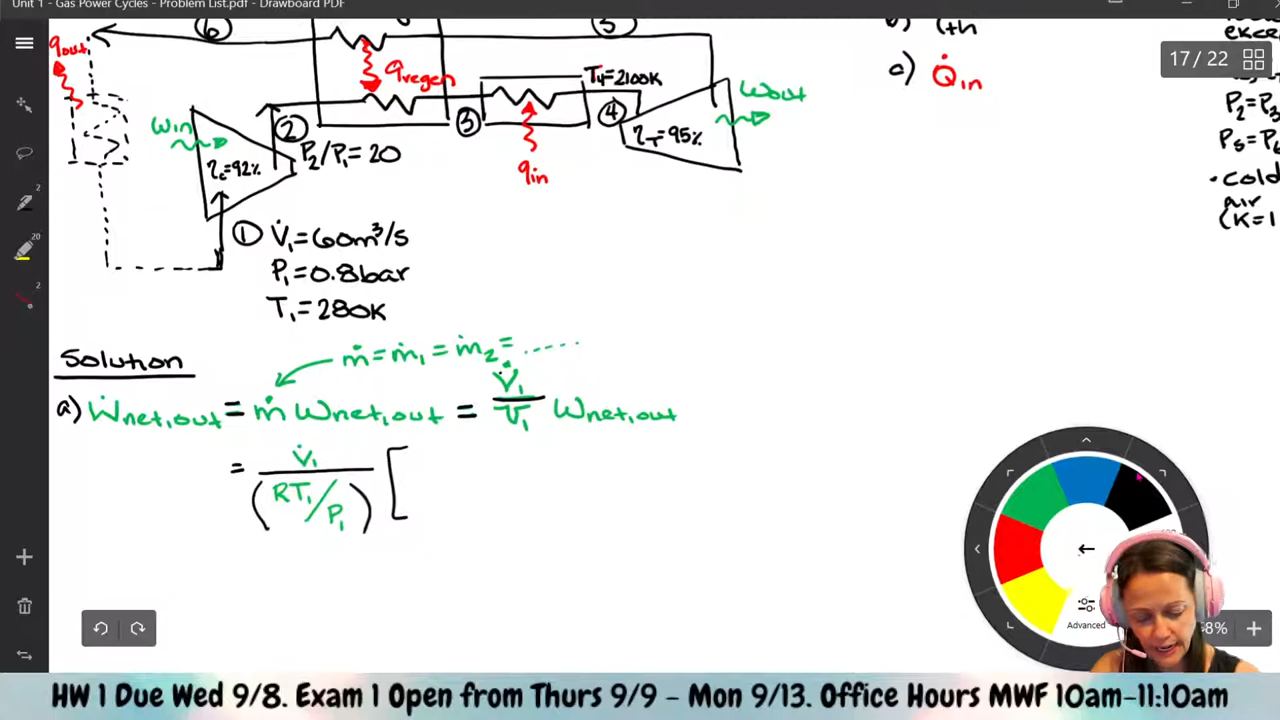 Unit 1 - Gas Power Cycles - Problem List.pdf - Drawboard PDF
17 / 22
⑥
⑤
qout
qregen
T4=2100K
Wout
c) Q̇in
Win
②
③
④
ηc=92%
P2/P1=20
ηT=95%
qin
P2=P3
P5=P6
• Cold
air
(K=1
① V̇1=60m³/s
P1=0.8bar
T1=280K
Solution
ṁ=ṁ1=ṁ2=.....
a) Ẇnet,out = ṁ Wnet,out = V̇1/v1 Wnet,out
= V̇1/(RT1/P1) [
Advanced
8%
HW 1 Due Wed 9/8. Exam 1 Open from Thurs 9/9 - Mon 9/13. Office Hours MWF 10am-11:10am